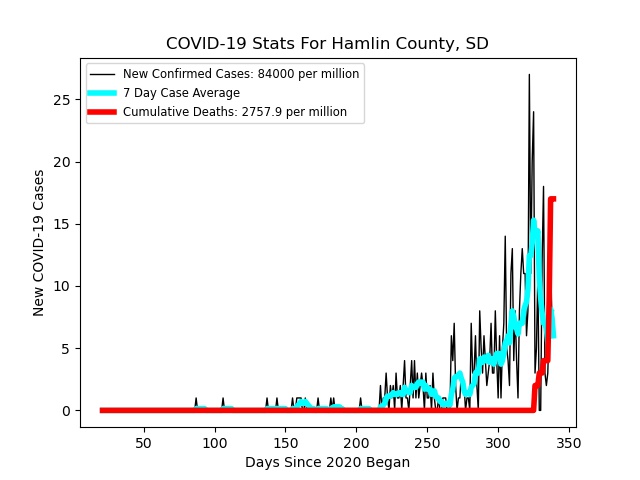 COVID-19 Stats For Hamlin County, SD
New Confirmed Cases: 84000 per million
7 Day Case Average
Cumulative Deaths: 2757.9 per million
New COVID-19 Cases
25
20
15
10
5
0
50
100
150
200
250
300
350
Days Since 2020 Began